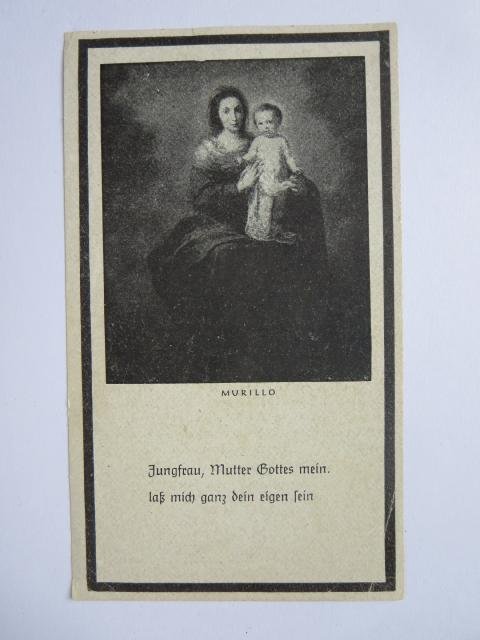 MURILLO
Jungfrau, Mutter Gottes mein.
laß mich ganz dein eigen sein